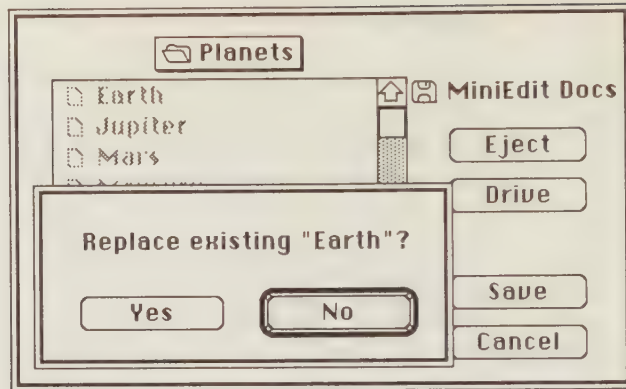 Planets
Earth
Jupiter
Mars
MiniEdit Docs
Eject
Drive
Replace existing "Earth"?
Yes
No
Save
Cancel